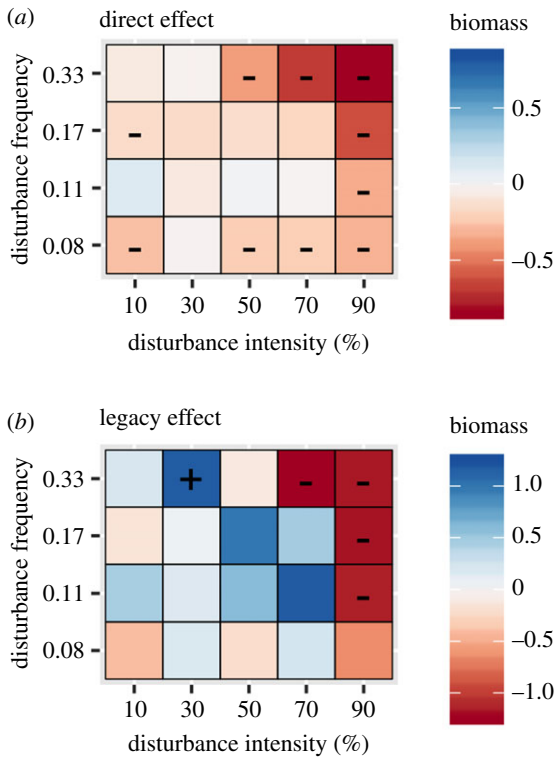 (a) direct effect
biomass
disturbance frequency
0.33 - - -
0.17 - -
0.11 -
0.08 - - - -
10 30 50 70 90
disturbance intensity (%)
0.5
0
–0.5
(b) legacy effect
biomass
disturbance frequency
0.33 + - -
0.17 -
0.11 -
0.08
10 30 50 70 90
disturbance intensity (%)
1.0
0.5
0
–0.5
–1.0